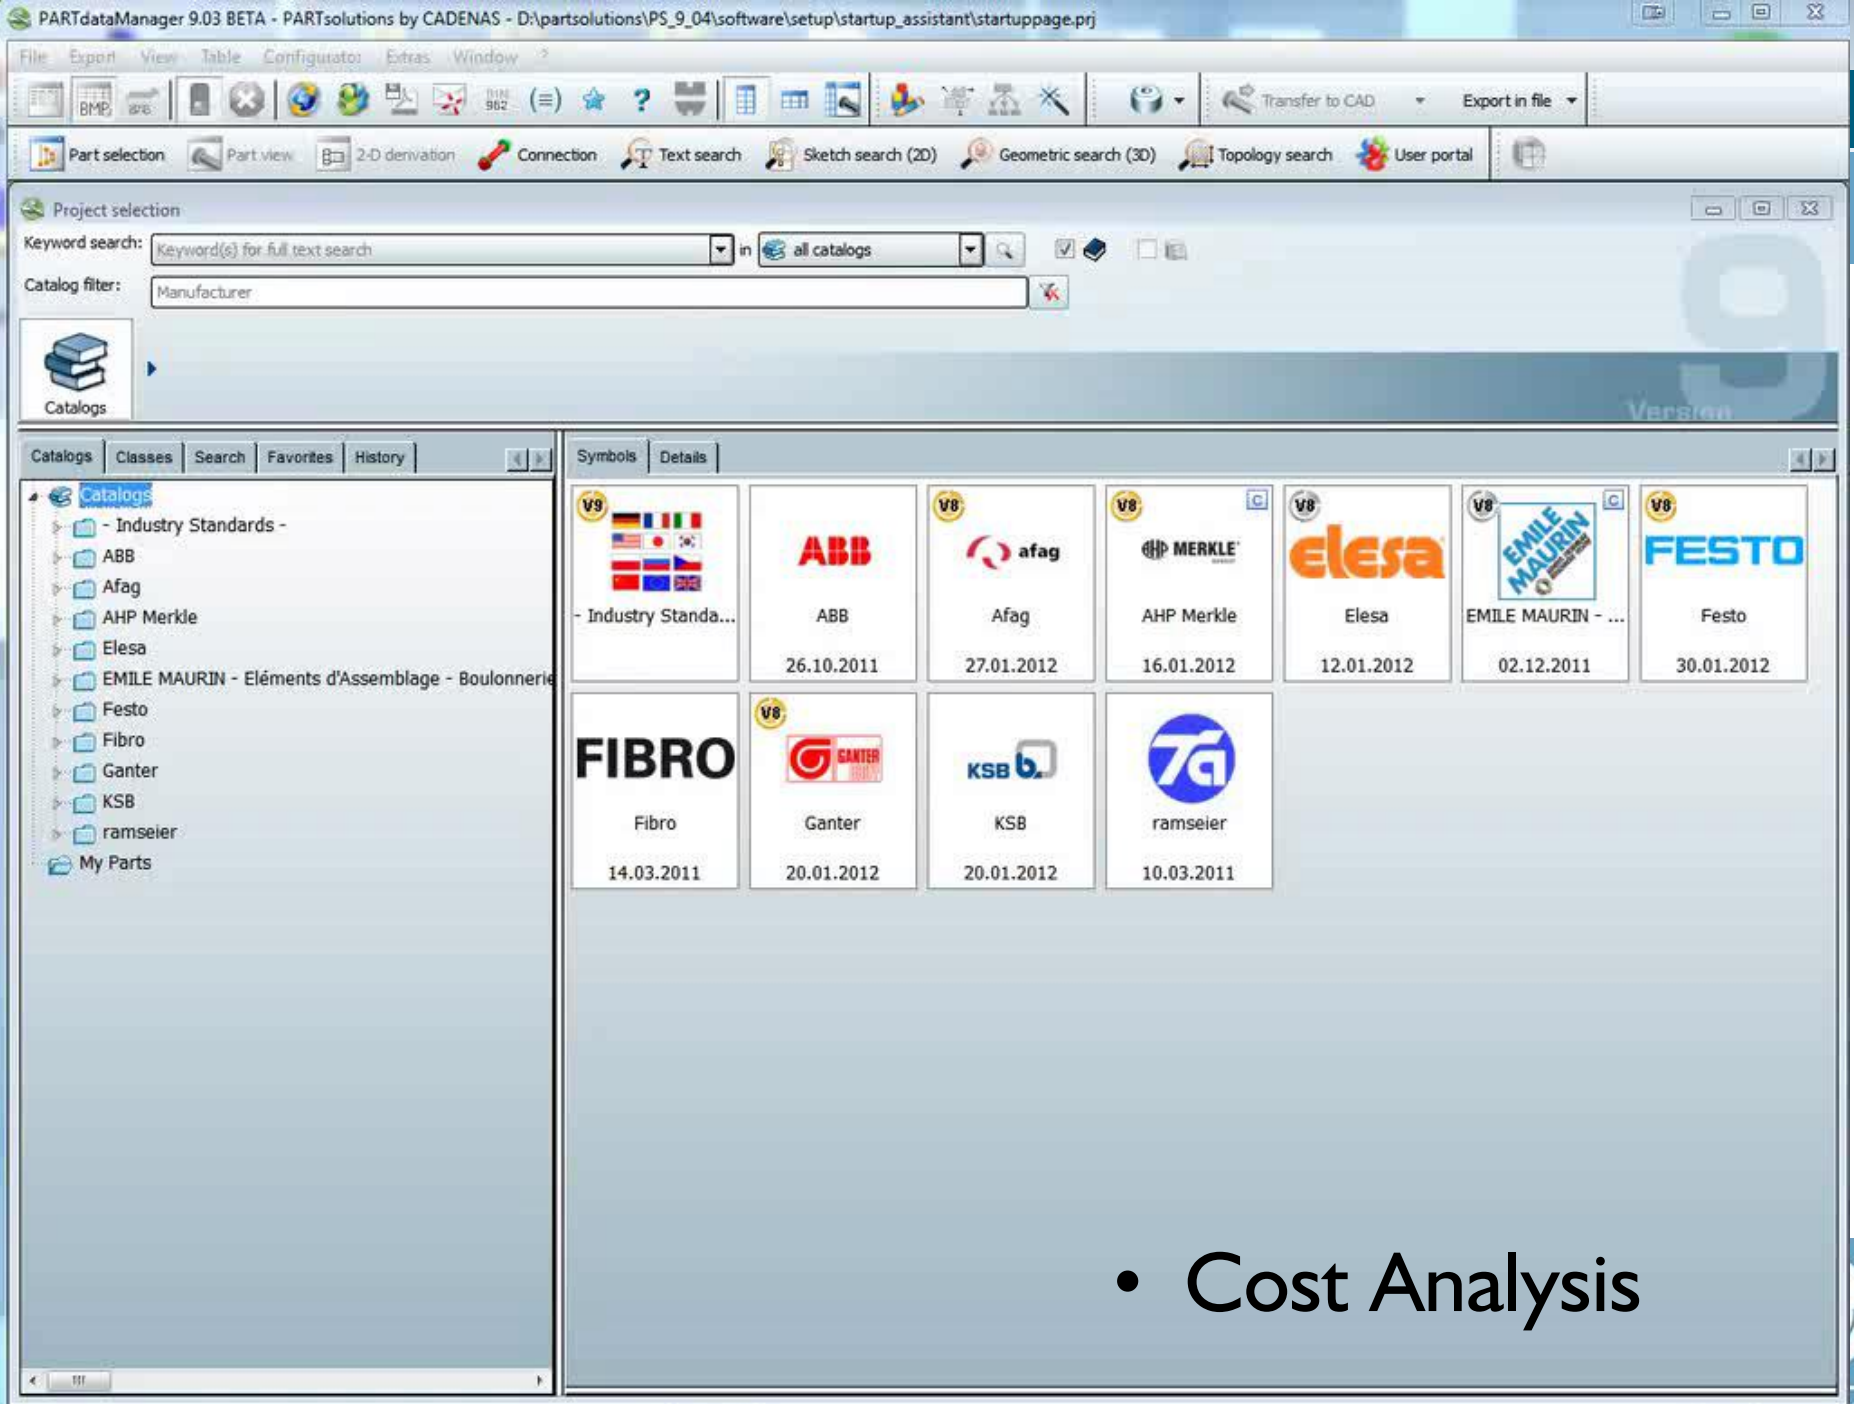 PARTdataManager 9.03 BETA - PARTsolutions by CADENAS - D:\partsolutions\PS_9_04\software\setup\startup_assistant\startuppage.prj
File Export View Table Configurator Extras Window ?
BMP DIN 962 (=) ? Transfer to CAD Export in file
Part selection Part view 2-D derivation Connection Text search Sketch search (2D) Geometric search (3D) Topology search User portal
Project selection
Keyword search: Keyword(s) for full text search in all catalogs
Catalog filter: Manufacturer
9
Catalogs
Version
Catalogs Classes Search Favorites History
Symbols Details
Catalogs
- Industry Standards -
ABB
Afag
AHP Merkle
Elesa
EMILE MAURIN - Eléments d'Assemblage - Boulonnerie
Festo
Fibro
Ganter
KSB
ramseier
My Parts
V9 V8 V8 C V8 V8 C V8
ABB afag AHP MERKLE elesa EMILE MAURIN FESTO
- Industry Standa... ABB Afag AHP Merkle Elesa EMILE MAURIN - ... Festo
26.10.2011 27.01.2012 16.01.2012 12.01.2012 02.12.2011 30.01.2012
V8
FIBRO GANTER KSB b.
Fibro Ganter KSB ramseier
14.03.2011 20.01.2012 20.01.2012 10.03.2011
• Cost Analysis